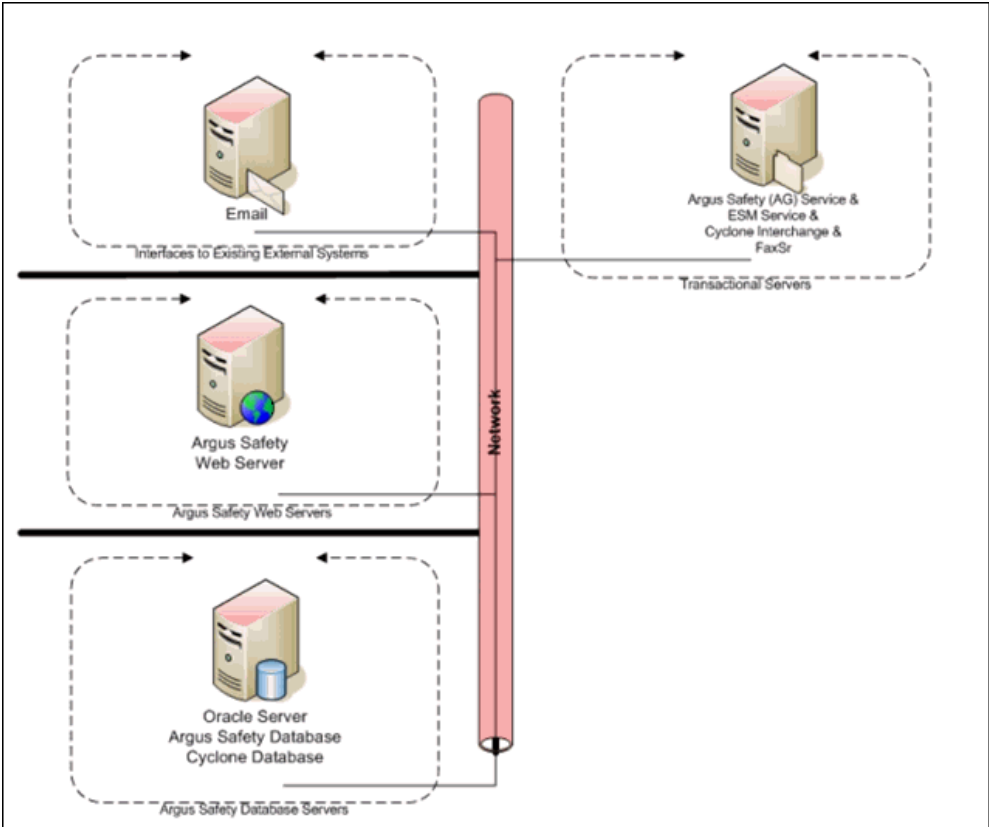 Email
Interfaces to Existing External Systems
Argus Safety (AG) Service &
ESM Service &
Cyclone Interchange &
FaxSr
Transactional Servers
Network
Argus Safety
Web Server
Argus Safety Web Servers
Oracle Server
Argus Safety Database
Cyclone Database
Argus Safety Database Servers